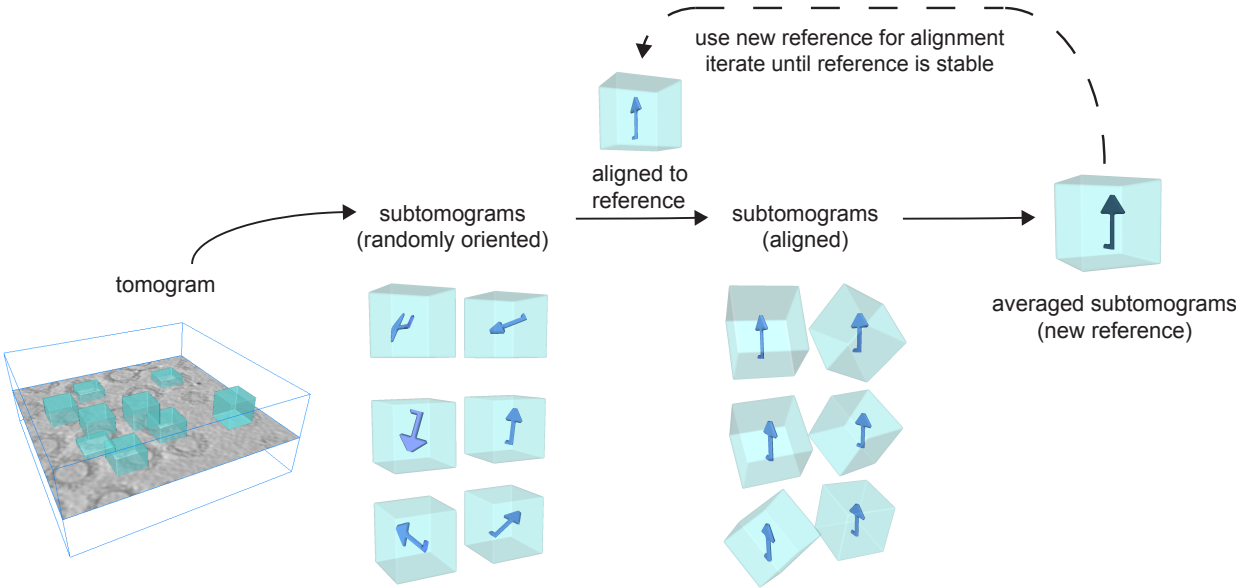 use new reference for alignment
iterate until reference is stable
aligned to
reference
tomogram
subtomograms
(randomly oriented)
subtomograms
(aligned)
averaged subtomograms
(new reference)